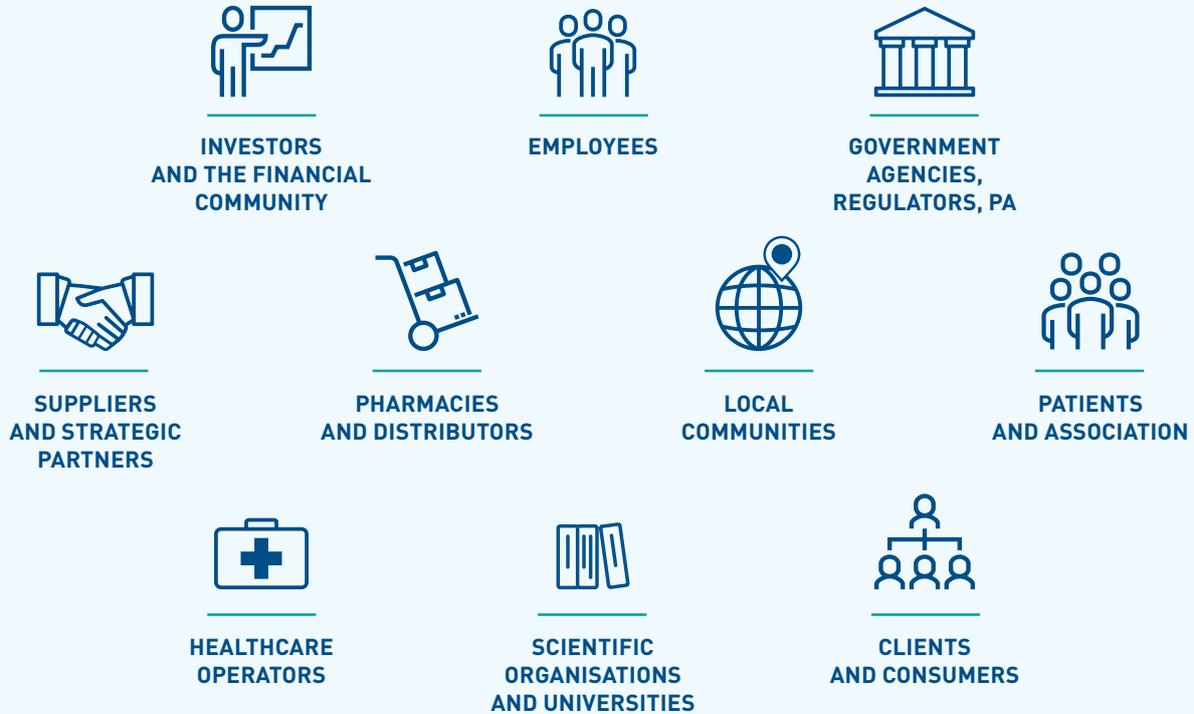 INVESTORS
AND THE FINANCIAL
COMMUNITY
EMPLOYEES
GOVERNMENT
AGENCIES,
REGULATORS, PA
SUPPLIERS
AND STRATEGIC
PARTNERS
PHARMACIES
AND DISTRIBUTORS
LOCAL
COMMUNITIES
PATIENTS
AND ASSOCIATION
HEALTHCARE
OPERATORS
SCIENTIFIC
ORGANISATIONS
AND UNIVERSITIES
CLIENTS
AND CONSUMERS